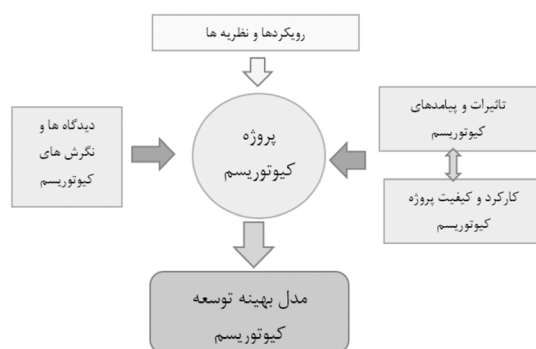 رویکردها و نظریه ها
تاثیرات و پیامدهای
کیوتوریسم
دیدگاه ها و
نگرش های
کیوتوریسم
پروژه
کیوتوریسم
کارکرد و کیفیت پروژه
کیوتوریسم
مدل بهینه توسعه
کیوتوریسم